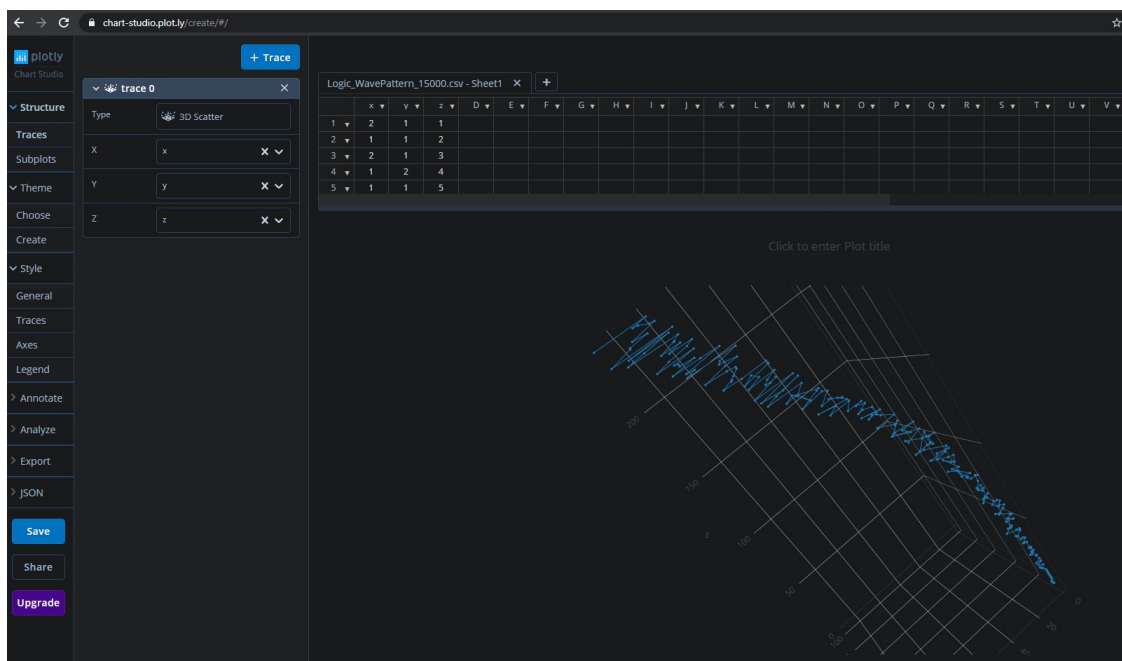 chart-studio.plot.ly/create/#/
plotly
Chart Studio
Structure
Traces
Subplots
Theme
Choose
Create
Style
General
Traces
Axes
Legend
Annotate
Analyze
Export
JSON
Save
Share
Upgrade
+ Trace
trace 0
Type 3D Scatter
X x
Y y
Z z
Logic_WavePattern_15000.csv - Sheet1
x y z D E F G H I J K L M N O P Q R S T U V
1 2 1 1
2 1 1 2
3 2 1 3
4 1 2 4
5 1 1 5
Click to enter Plot title
200
150
z
100
50
0
100
0
20